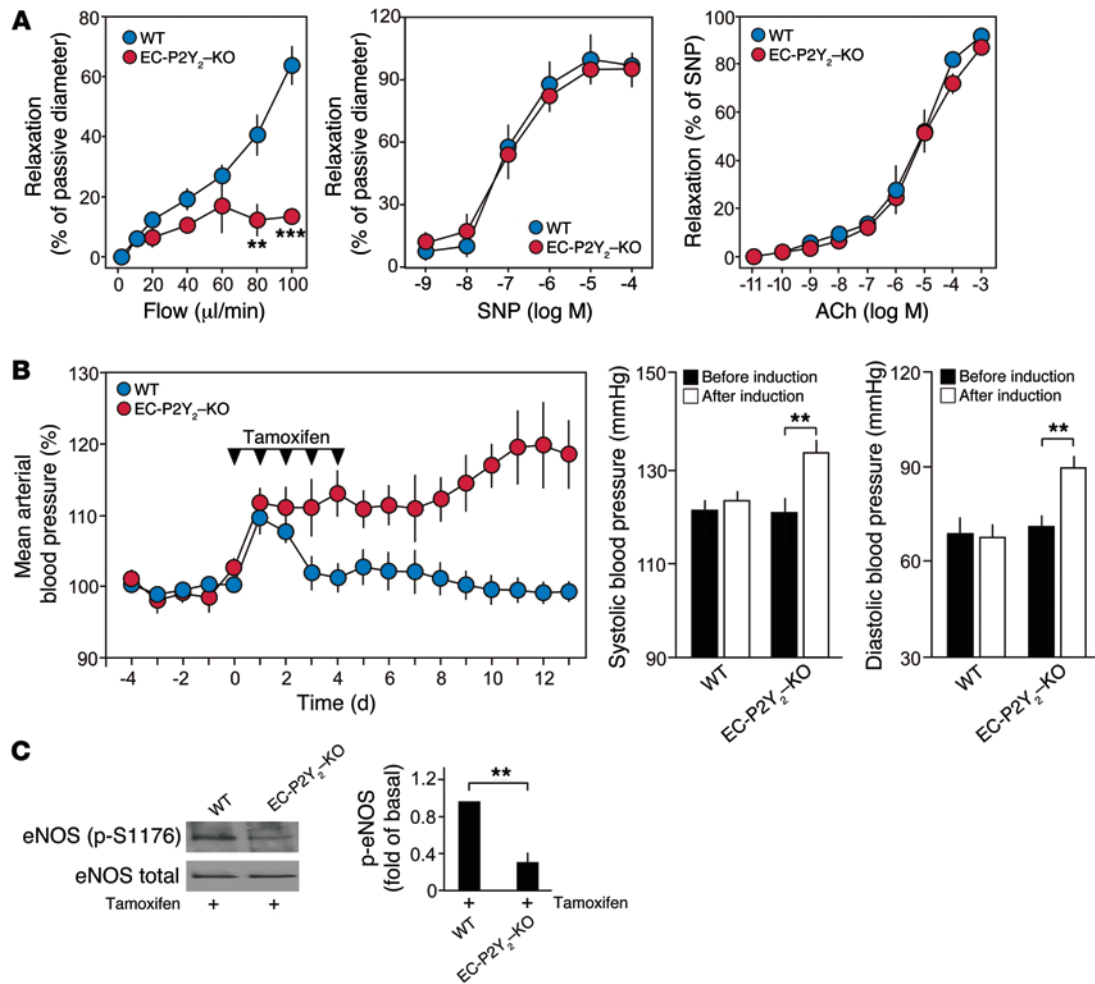 A
WT
EC-P2Y₂–KO
Relaxation
(% of passive diameter)
80
60
40
20
0
0
20
40
60
80
100
**
***
Flow (μl/min)
Relaxation
(% of passive diameter)
120
90
60
30
0
WT
EC-P2Y₂–KO
-9
-8
-7
-6
-5
-4
SNP (log M)
Relaxation (% of SNP)
100
80
60
40
20
0
WT
EC-P2Y₂–KO
-11
-10
-9
-8
-7
-6
-5
-4
-3
ACh (log M)
B
WT
EC-P2Y₂–KO
Tamoxifen
Mean arterial
blood pressure (%)
130
120
110
100
90
-4
-2
0
2
4
6
8
10
12
Time (d)
Systolic blood pressure (mmHg)
150
130
110
90
Before induction
After induction
**
WT
EC-P2Y₂–KO
Diastolic blood pressure (mmHg)
120
90
60
30
Before induction
After induction
**
WT
EC-P2Y₂–KO
C
WT
EC-P2Y₂–KO
eNOS (p-S1176)
eNOS total
Tamoxifen + +
p-eNOS
(fold of basal)
1.2
0.8
0.4
0
**
+ + Tamoxifen
WT
EC-P2Y₂–KO